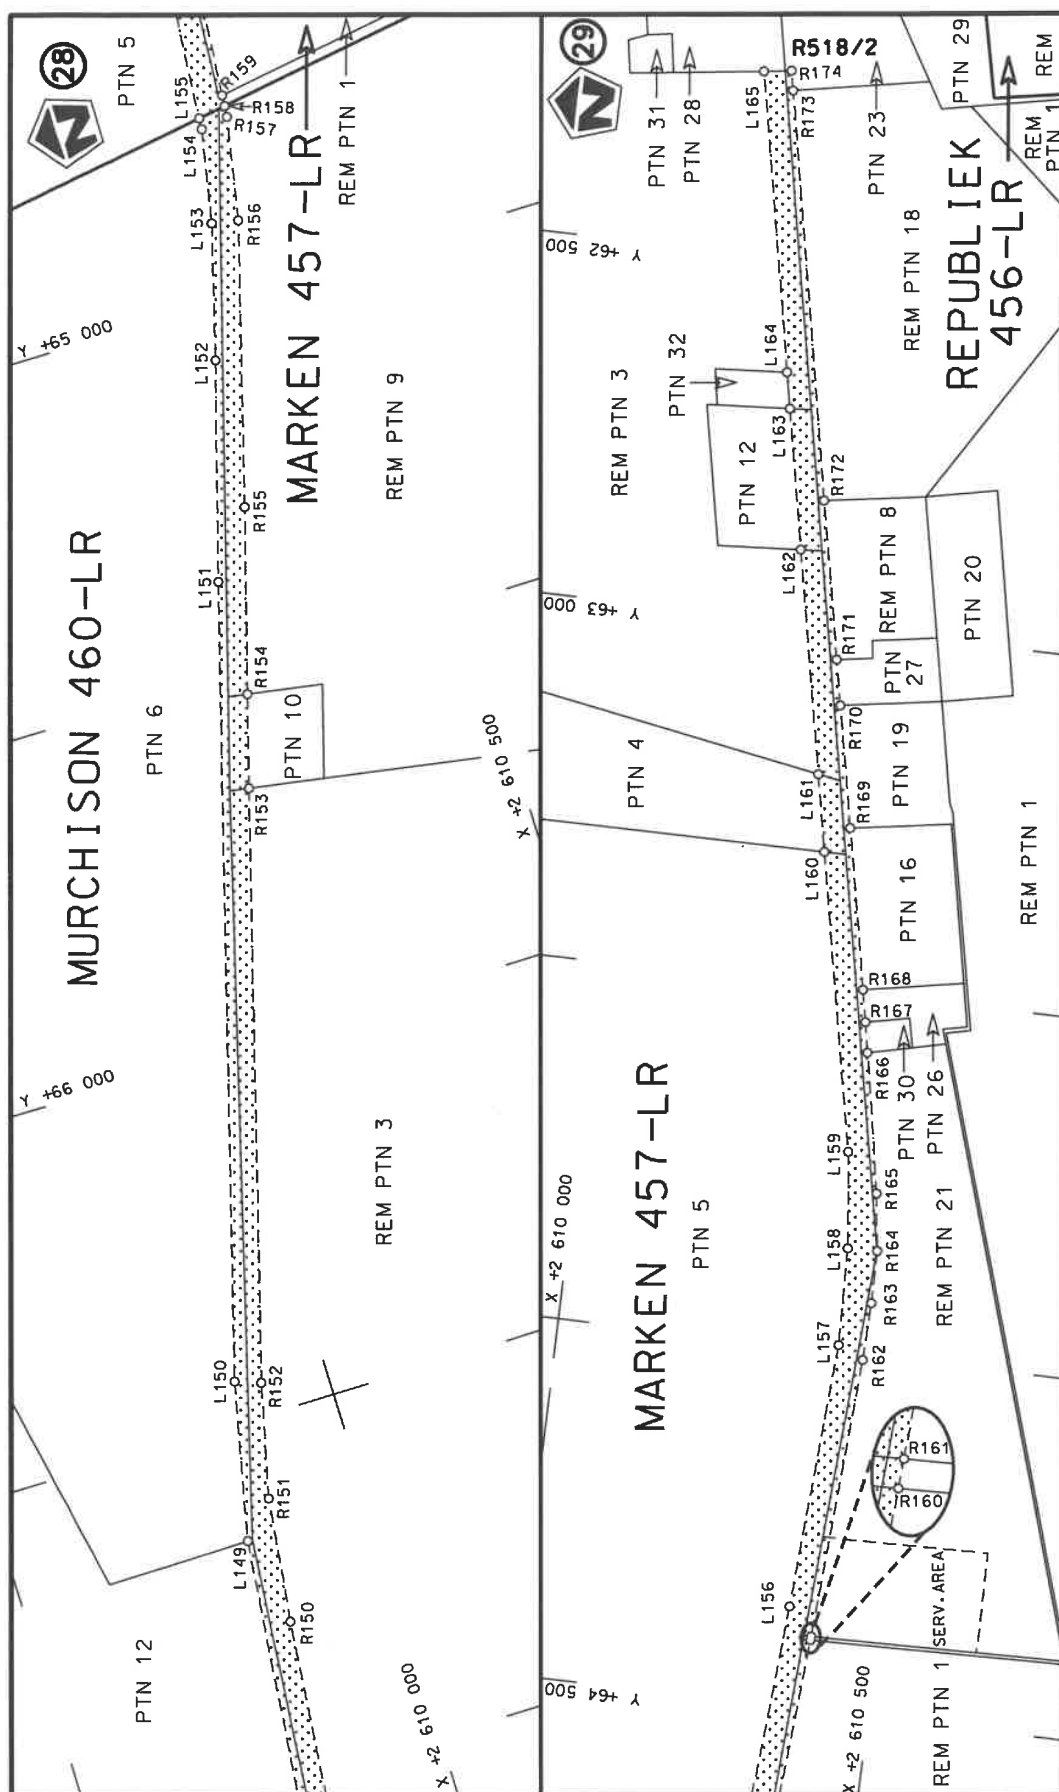 28
N
PTN 5
L155
L154
R159
R158
R157
REM PTN 1
MARKEN 457-LR
L153
R156
Y +65 000
L152
REM PTN 9
R155
L151
MURCHISON 460-LR
PTN 6
R154
PTN 10
R153
X +2 610 500
Y +66 000
REM PTN 3
L150
R152
R151
L149
R150
PTN 12
X +2 610 000
29
N
PTN 31
PTN 28
L165
R518/2
R174
R173
PTN 23
PTN 29
REM
REM
PTN 1
REPUBLIEK
456-LR
REM PTN 18
Y +62 500
L164
PTN 32
REM PTN 3
L163
PTN 12
R172
L162
REM PTN 8
PTN 20
Y +63 000
R171
PTN
27
R170
PTN 4
L161
PTN 19
R169
L160
PTN 16
REM PTN 1
R168
R167
R166
PTN 30
PTN 26
MARKEN 457-LR
L159
R165
X +2 610 000
PTN 5
L158
R164
REM PTN 21
R163
L157
R162
R161
R160
L156
SERV.AREA
REM PTN 1
Y +64 500
X +2 610 500